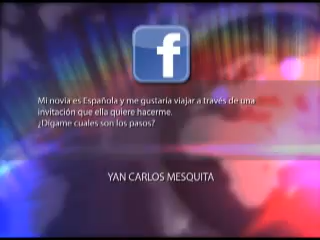 f
Mi novia es Española y me gustaría viajar a través de una
invitación que ella quiere hacerme.
¿Dígame cuales son los pasos?
YAN CARLOS MESQUITA